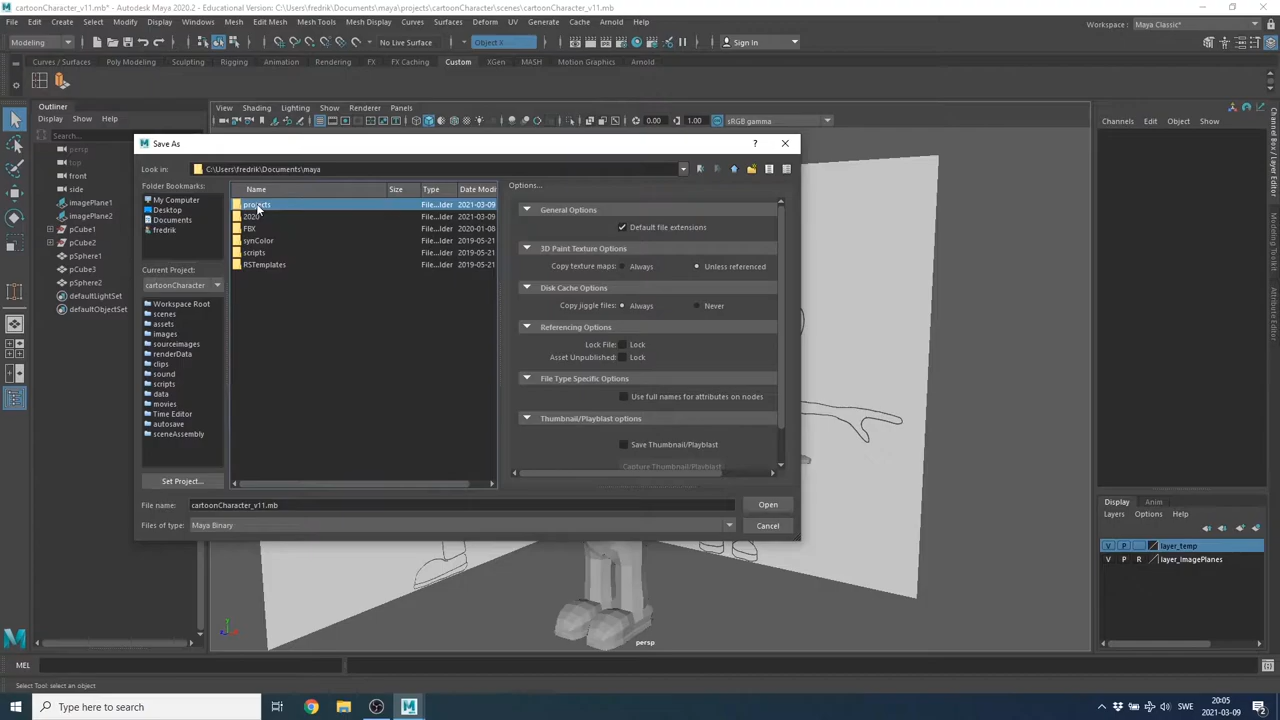 cartoonCharacter_v11.mb* - Educational Version: C:\Users\fredrik\Documents\maya\projects\cartoonCharacter\scenes\cartoonCharacter_v11.mb
File Edit Create Select Modify Display Windows Mesh Edit Mesh Mesh Tools Mesh Display Curves Surfaces Deform UV Generate Cache Arnold Help
Workspace : Maya Classic*
Modeling
No Live Surface
Object X
Sign In
Curves / Surfaces Poly Modeling Sculpting Rigging Animation Rendering FX FX Caching Custom XGen MASH Motion Graphics Arnold
Outliner
Display Show Help
Search...
persp
top
front
side
imagePlane1
imagePlane2
pCube1
pCube2
pSphere1
pCube3
pSphere2
defaultLightSet
defaultObjectSet
View Shading Lighting Show Renderer Panels
0.00 1.00 sRGB gamma
Save As
?
Look in: C:\Users\fredrik\Documents\maya
Folder Bookmarks:
My Computer
Desktop
Documents
fredrik
Current Project:
cartoonCharacter
Workspace Root
scenes
assets
images
sourceimages
renderData
clips
sound
scripts
data
movies
Time Editor
autosave
sceneAssembly
Set Project...
Name Size Type Date Modi
projects File...lder 2021-03-09
2020 File...lder 2021-03-09
FBX File...lder 2020-01-08
synColor File...lder 2019-05-21
scripts File...lder 2019-05-21
RSTemplates File...lder 2019-05-21
Options...
General Options
Default file extensions
3D Paint Texture Options
Copy texture maps: Always Unless referenced
Disk Cache Options
Copy jiggle files: Always Never
Referencing Options
Lock File: Lock
Asset Unpublished: Lock
File Type Specific Options
Use full names for attributes on nodes
Thumbnail/Playblast options
Save Thumbnail/Playblast
Capture Thumbnail/Playblast
File name: cartoonCharacter_v11.mb Open
Files of type: Maya Binary Cancel
persp
Channels Edit Object Show
Channel Box / Layer Editor
Attribute Editor
Display Anim
Layers Options Help
V P layer_temp
V P R layer_ImagePlanes
MEL
Select Tool: select an object
Type here to search
SWE
20:05
2021-03-09
2